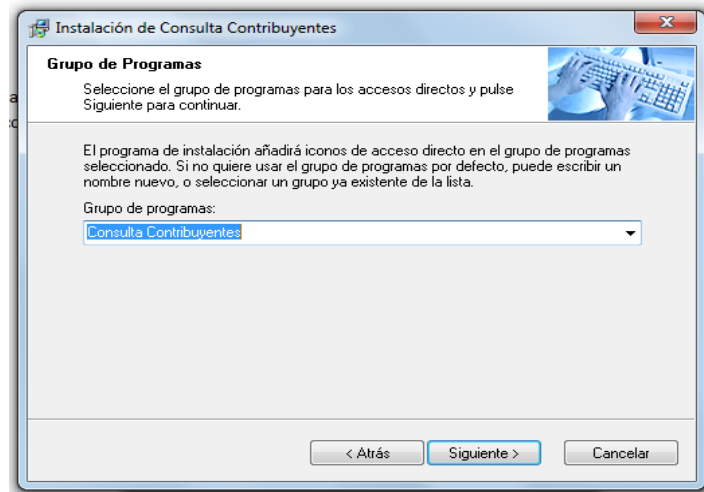 Instalación de Consulta Contribuyentes
Grupo de Programas
Seleccione el grupo de programas para los accesos directos y pulse
Siguiente para continuar.
El programa de instalación añadirá iconos de acceso directo en el grupo de programas
seleccionado. Si no quiere usar el grupo de programas por defecto, puede escribir un
nombre nuevo, o seleccionar un grupo ya existente de la lista.
Grupo de programas:
Consulta Contribuyentes
< Atrás
Siguiente >
Cancelar